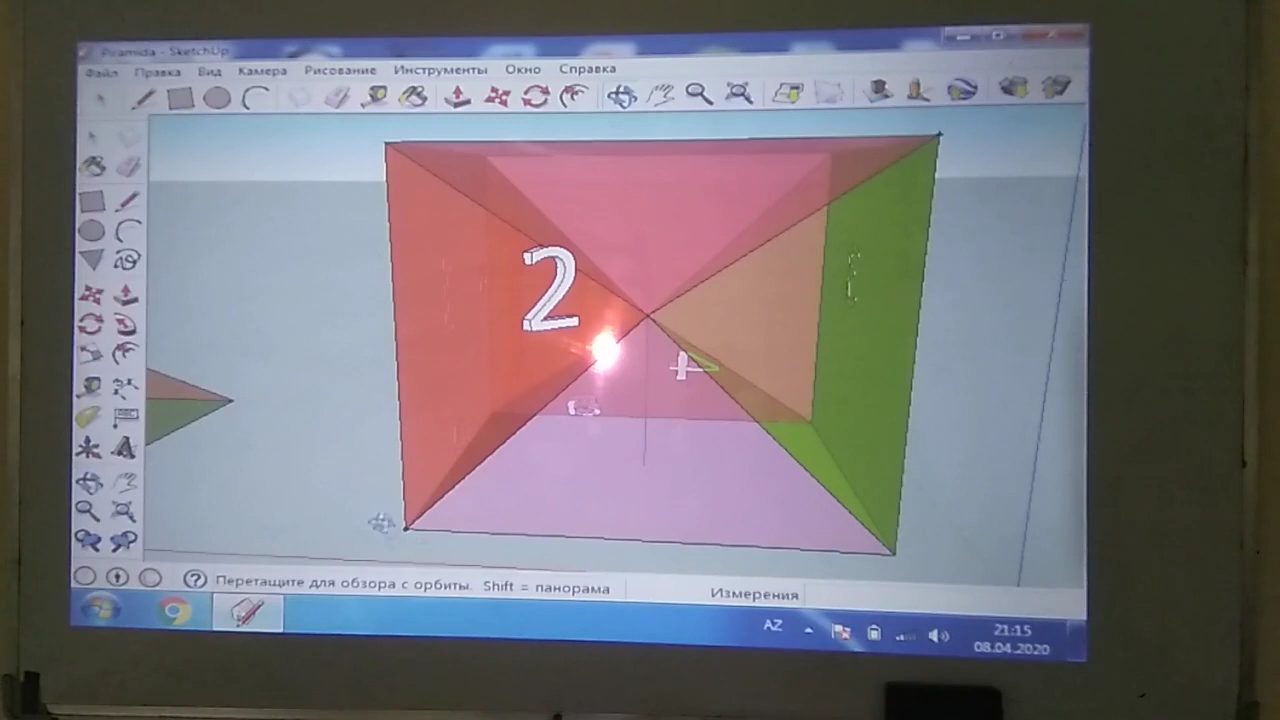 Piramida - SketchUp
Файл Правка Вид Камера Рисование Инструменты Окно Справка
2
Перетащите для обзора с орбиты. Shift = панорама
Измерения
AZ
21:15
08.04.2020